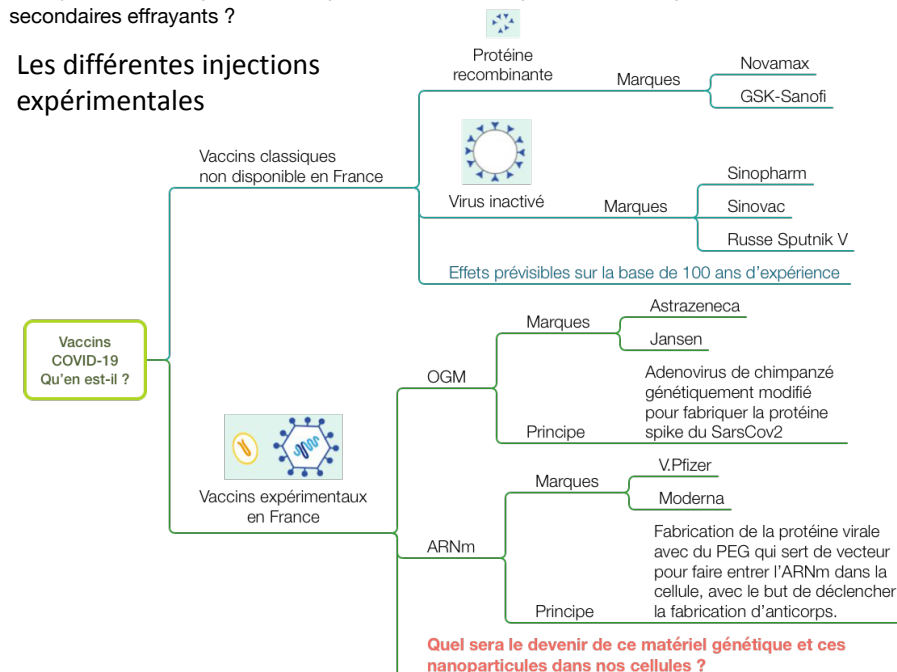 secondaires effrayants ?
Les différentes injections
expérimentales
Protéine
recombinante
Marques
Novamax
GSK-Sanofi
Vaccins classiques
non disponible en France
Virus inactivé
Marques
Sinopharm
Sinovac
Russe Sputnik V
Effets prévisibles sur la base de 100 ans d'expérience
Vaccins
COVID-19
Qu'en est-il ?
Vaccins expérimentaux
en France
OGM
Marques
Astrazeneca
Jansen
Principe
Adenovirus de chimpanzé
génétiquement modifié
pour fabriquer la protéine
spike du SarsCov2
ARNm
Marques
V.Pfizer
Moderna
Principe
Fabrication de la protéine virale
avec du PEG qui sert de vecteur
pour faire entrer l'ARNm dans la
cellule, avec le but de déclencher
la fabrication d'anticorps.
Quel sera le devenir de ce matériel génétique et ces
nanoparticules dans nos cellules ?